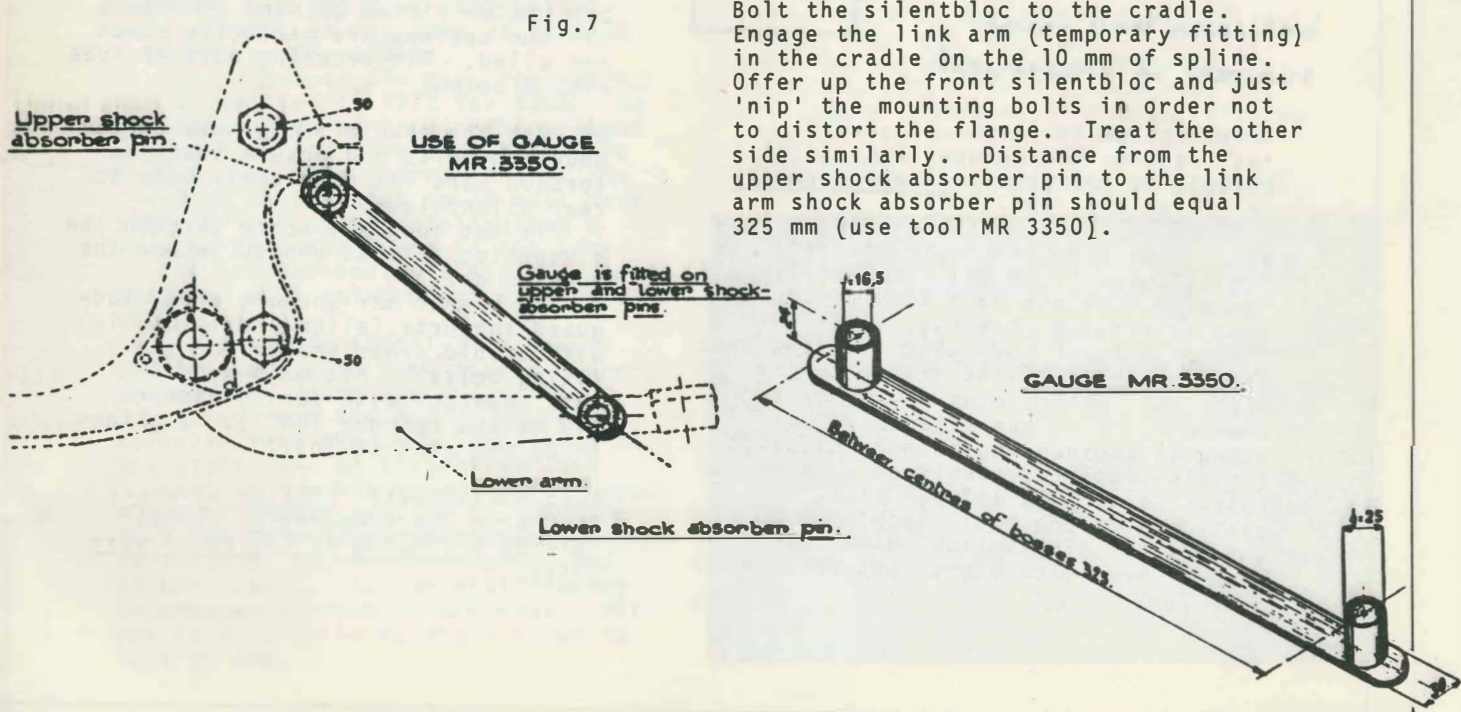 Fig.7
Bolt the silentbloc to the cradle.
Engage the link arm (temporary fitting)
in the cradle on the 10 mm of spline.
Offer up the front silentbloc and just
'nip' the mounting bolts in order not
to distort the flange. Treat the other
side similarly. Distance from the
upper shock absorber pin to the link
arm shock absorber pin should equal
325 mm (use tool MR 3350).
Upper shock
absorber pin.
50
USE OF GAUGE
MR.3350.
Gauge is fitted on
upper and lower shock-
absorber pins.
50
Lower arm.
Lower shock absorber pin.
16,5
GAUGE MR.3350.
Between centres of bosses 325.
25